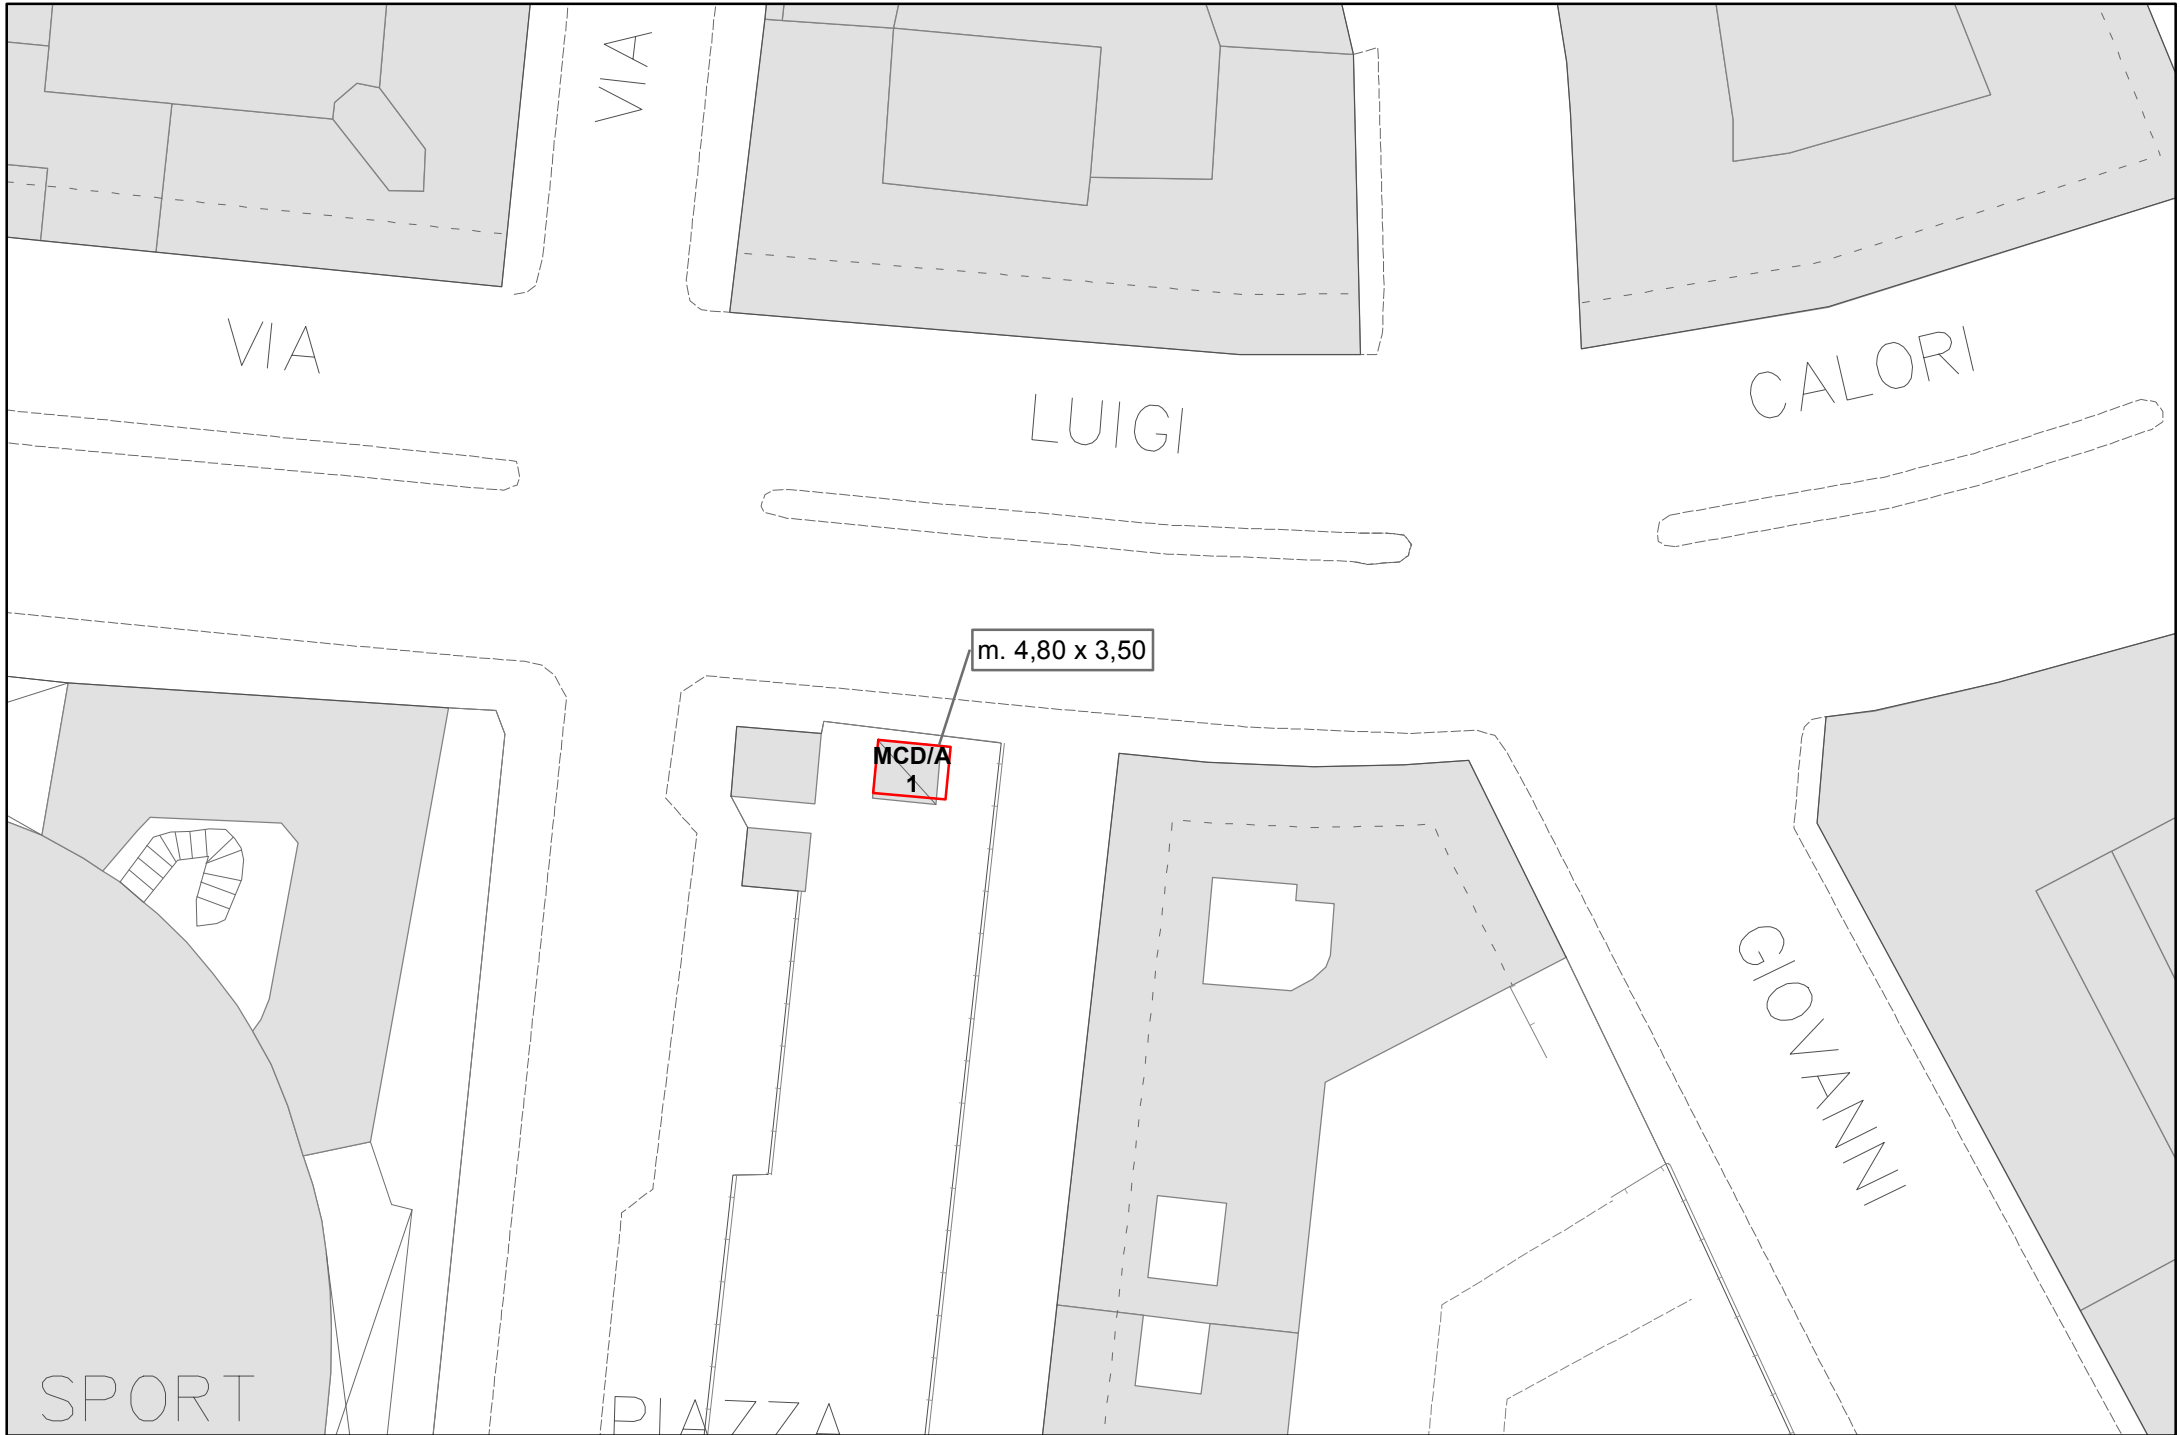 VIA
VIA
LUIGI
CALORI
m. 4,80 x 3,50
MCD/A
1
GIOVANNI
SPORT
PIAZZA